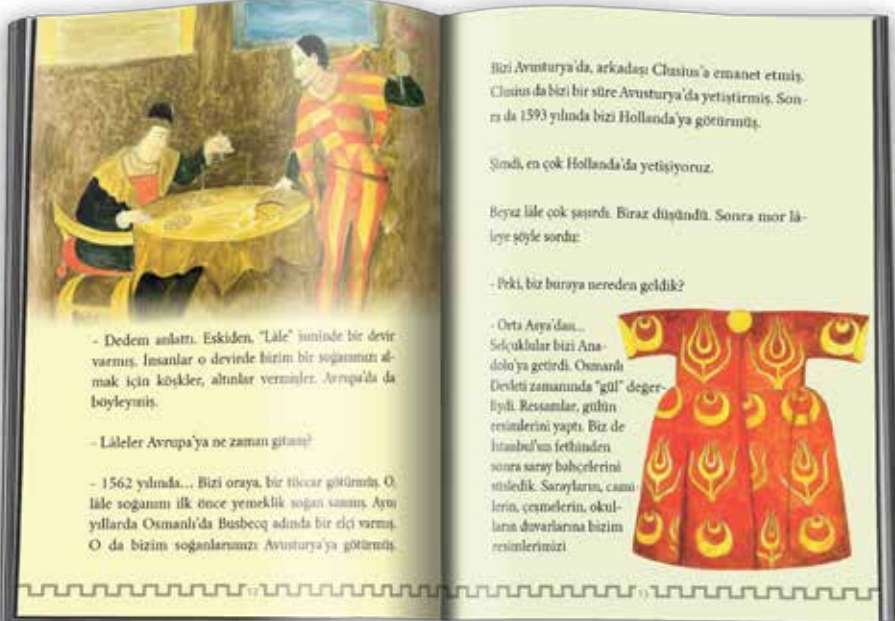 - Dedem anlattı. Eskiden, "Lâle" isminde bir devir
varmış. İnsanlar o devirde bizim bir soğanımızı al-
mak için köşkler, altınlar vermişler. Avrupa'da da
böyleymiş.
- Lâleler Avrupa'ya ne zaman gitmiş?
- 1562 yılında... Bizi oraya, bir tüccar götürmüş. O,
lâle soğanını ilk önce yemeklik soğan sanmış. Aynı
yıllarda Osmanlı'da Busbecq adında bir elçi varmış.
O da bizim soğanlarımızı Avusturya'ya götürmüş.
12
Bizi Avusturya'da, arkadaşı Clusius'a emanet etmiş.
Clusius da bizi bir süre Avusturya'da yetiştirmiş. Son-
ra da 1593 yılında bizi Hollanda'ya götürmüş.
Şimdi, en çok Hollanda'da yetişiyoruz.
Beyaz lâle çok şaşırdı. Biraz düşündü. Sonra mor lâ-
leye şöyle sordu:
- Peki, biz buraya nereden geldik?
- Orta Asya'dan...
Selçuklular bizi Ana-
dolu'ya getirdi. Osmanlı
Devleti zamanında "gül" değer-
liydi. Ressamlar, gülün
resimlerini yaptı. Biz de
İstanbul'un fethinden
sonra saray bahçelerini
süsledik. Sarayların, cami-
lerin, çeşmelerin, okul-
ların duvarlarına bizim
resimlerimizi
13